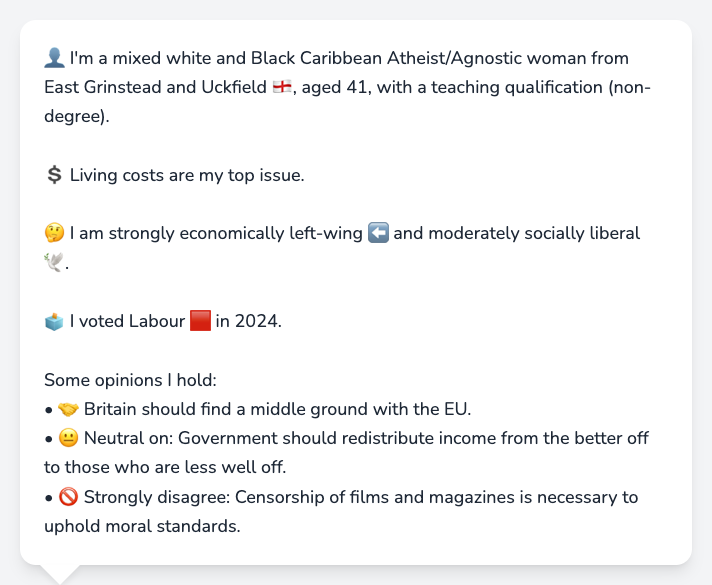 👤 I'm a mixed white and Black Caribbean Atheist/Agnostic woman from
East Grinstead and Uckfield 🏴󠁧󠁢󠁥󠁮󠁧󠁿, aged 41, with a teaching qualification (non-
degree).
💲 Living costs are my top issue.
🤔 I am strongly economically left-wing ⬅️ and moderately socially liberal
🕊️.
🗳️ I voted Labour 🟥 in 2024.
Some opinions I hold:
• 🤝 Britain should find a middle ground with the EU.
• 😐 Neutral on: Government should redistribute income from the better off
to those who are less well off.
• 🚫 Strongly disagree: Censorship of films and magazines is necessary to
uphold moral standards.